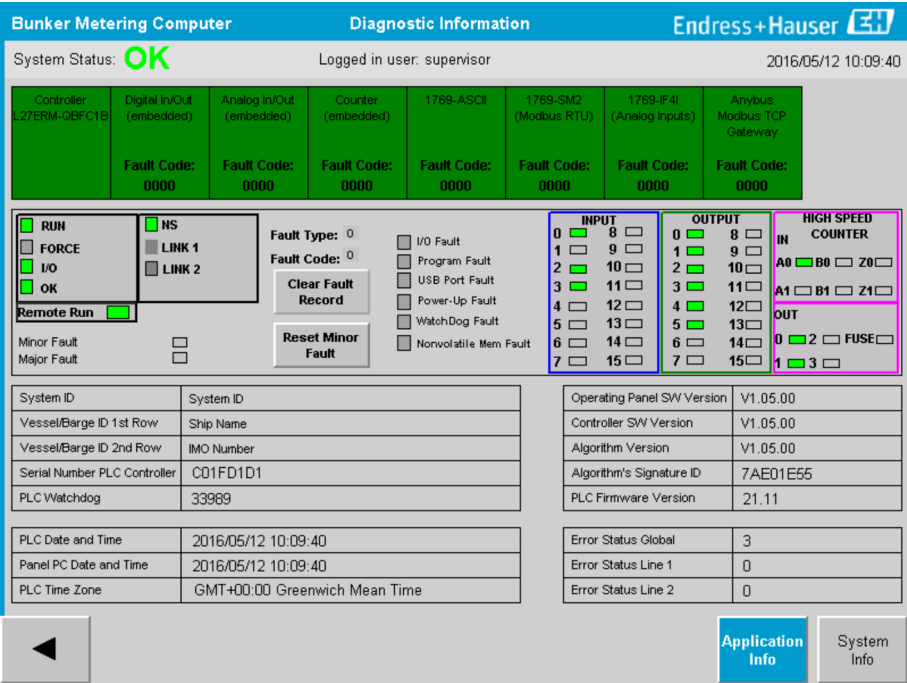 Bunker Metering Computer
Diagnostic Information
Endress+Hauser EH
System Status: OK
Logged in user: supervisor
2016/05/12 10:09:40
Controller
L27ERM-QBFC1B
Digital In/Out
(embedded)
Fault Code:
0000
Analog In/Out
(embedded)
Fault Code:
0000
Counter
(embedded)
Fault Code:
0000
1769-ASCII
Fault Code:
0000
1769-SM2
(Modbus RTU)
Fault Code:
0000
1769-IF4I
(Analog Inputs)
Fault Code:
0000
Anybus
Modbus TCP
Gateway
Fault Code:
0000
RUN
FORCE
I/O
OK
Remote Run
Minor Fault
Major Fault
NS
LINK 1
LINK 2
Fault Type: 0
Fault Code: 0
Clear Fault
Record
Reset Minor
Fault
I/O Fault
Program Fault
USB Port Fault
Power-Up Fault
WatchDog Fault
Nonvolatile Mem Fault
INPUT
0 8
1 9
2 10
3 11
4 12
5 13
6 14
7 15
OUTPUT
0 8
1 9
2 10
3 11
4 12
5 13
6 14
7 15
HIGH SPEED
COUNTER
IN
A0 B0 Z0
A1 B1 Z1
OUT
0 2 FUSE
1 3
System ID System ID
Vessel/Barge ID 1st Row Ship Name
Vessel/Barge ID 2nd Row IMO Number
Serial Number PLC Controller C01FD1D1
PLC Watchdog 33989
Operating Panel SW Version V1.05.00
Controller SW Version V1.05.00
Algorithm Version V1.05.00
Algorithm's Signature ID 7AE01E55
PLC Firmware Version 21.11
PLC Date and Time 2016/05/12 10:09:40
Panel PC Date and Time 2016/05/12 10:09:40
PLC Time Zone GMT+00:00 Greenwich Mean Time
Error Status Global 3
Error Status Line 1 0
Error Status Line 2 0
Application
Info
System
Info